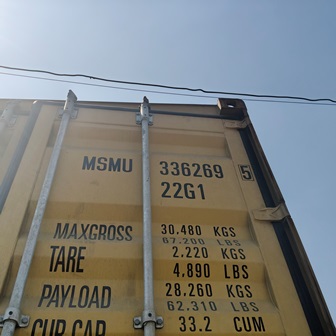 MSMU 336269 5
22G1
MAXGROSS 30.480 KGS
67.200 LBS
TARE 2.220 KGS
4,890 LBS
PAYLOAD 28.260 KGS
62.310 LBS
CUB CAP 33.2 CUM